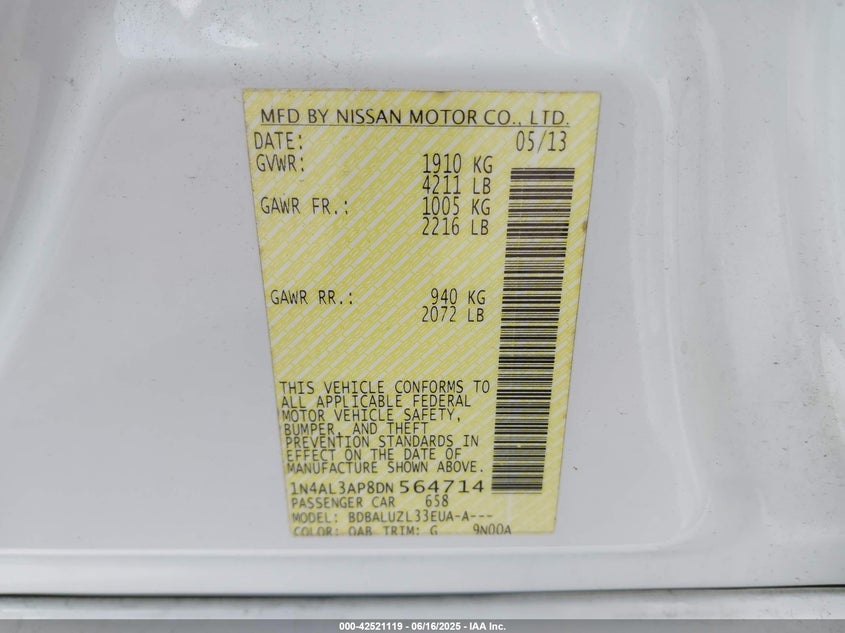 MFD BY NISSAN MOTOR CO., LTD.
DATE: 05/13
GVWR: 1910 KG
4211 LB
GAWR FR.: 1005 KG
2216 LB
GAWR RR.: 940 KG
2072 LB
THIS VEHICLE CONFORMS TO
ALL APPLICABLE FEDERAL
MOTOR VEHICLE SAFETY,
BUMPER, AND THEFT
PREVENTION STANDARDS IN
EFFECT ON THE DATE OF
MANUFACTURE SHOWN ABOVE.
1N4AL3AP8DN 564714
PASSENGER CAR 658
MODEL: BDBALUZL33EUA-A---
COLOR: QAB TRIM: G 9N00A
000-42521119 - 06/16/2025 - IAA Inc.